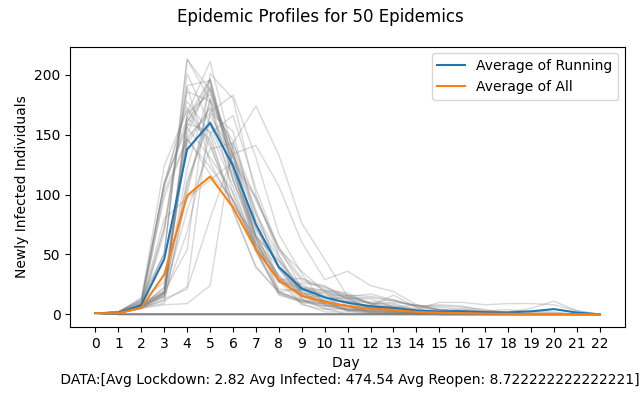 Epidemic Profiles for 50 Epidemics
Average of Running
Average of All
Newly Infected Individuals
200
150
100
50
0
0 1 2 3 4 5 6 7 8 9 10 11 12 13 14 15 16 17 18 19 20 21 22
Day
DATA:[Avg Lockdown: 2.82 Avg Infected: 474.54 Avg Reopen: 8.722222222222221]